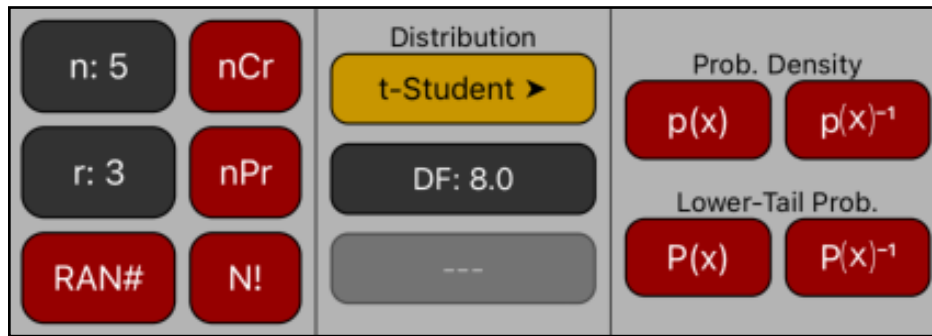 n: 5
nCr
r: 3
nPr
RAN#
N!
Distribution
t-Student ➤
DF: 8.0
---
Prob. Density
p(x)
p(x)⁻¹
Lower-Tail Prob.
P(x)
P(x)⁻¹